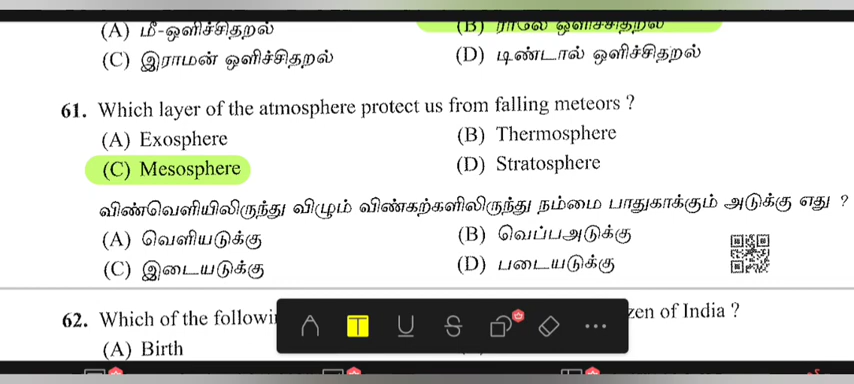 (A) மீ-ஒளிச்சிதறல்
(B) ராலே ஒளிச்சிதறல்
(C) இராமன் ஒளிச்சிதறல்
(D) டிண்டால் ஒளிச்சிதறல்
61. Which layer of the atmosphere protect us from falling meteors ?
(A) Exosphere
(B) Thermosphere
(C) Mesosphere
(D) Stratosphere
விண்வெளியிலிருந்து விழும் விண்கற்களிலிருந்து நம்மை பாதுகாக்கும் அடுக்கு எது ?
(A) வெளியடுக்கு
(B) வெப்பஅடுக்கு
(C) இடையடுக்கு
(D) படையடுக்கு
62. Which of the followi zen of India ?
(A) Birth